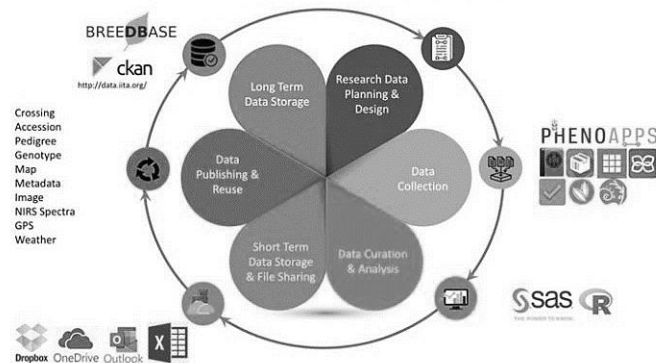 BREEDBASE
ckan
http://data.iita.org/
Crossing
Accession
Pedigree
Genotype
Map
Metadata
Image
NIRS Spectra
GPS
Weather
Long Term
Data Storage
Research Data
Planning &
Design
Data
Publishing &
Reuse
Data
Collection
Short Term
Data Storage
& File Sharing
Data Curation
& Analysis
PHENOAPPS
sas
THE POWER TO KNOW.
R
Dropbox
OneDrive
Outlook
X